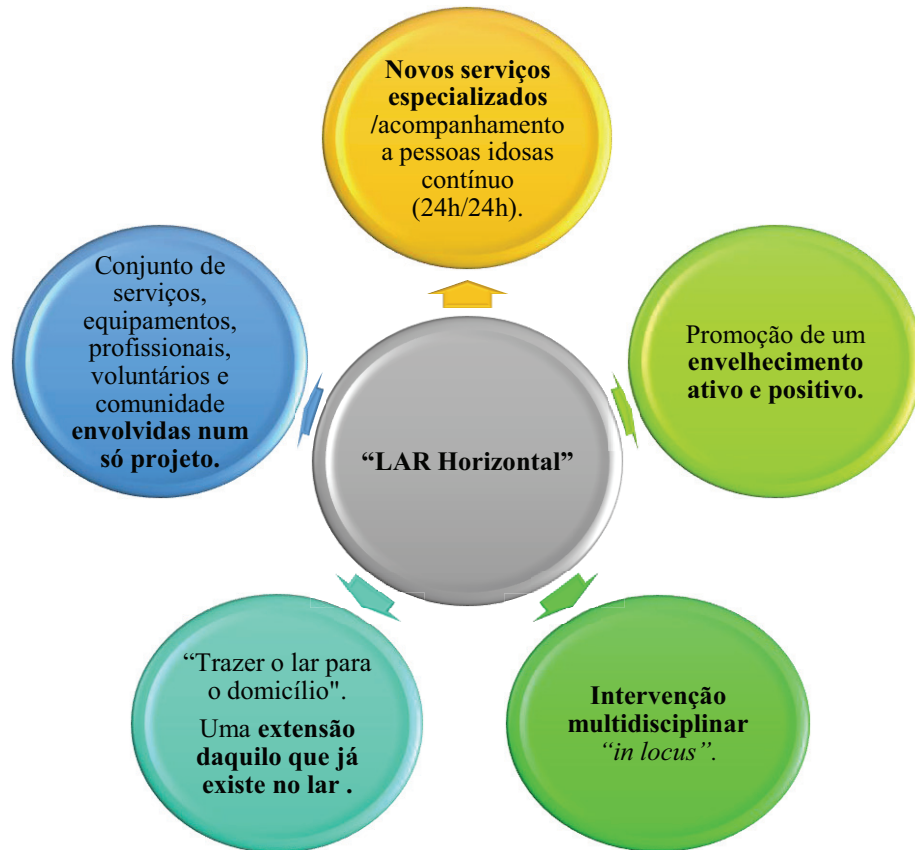 Novos serviços
especializados
/acompanhamento
a pessoas idosas
contínuo
(24h/24h).
Conjunto de
serviços,
equipamentos,
profissionais,
voluntários e
comunidade
envolvidas num
só projeto.
Promoção de um
envelhecimento
ativo e positivo.
“LAR Horizontal”
“Trazer o lar para
o domicílio".
Uma extensão
daquilo que já
existe no lar .
Intervenção
multidisciplinar
“in locus”.